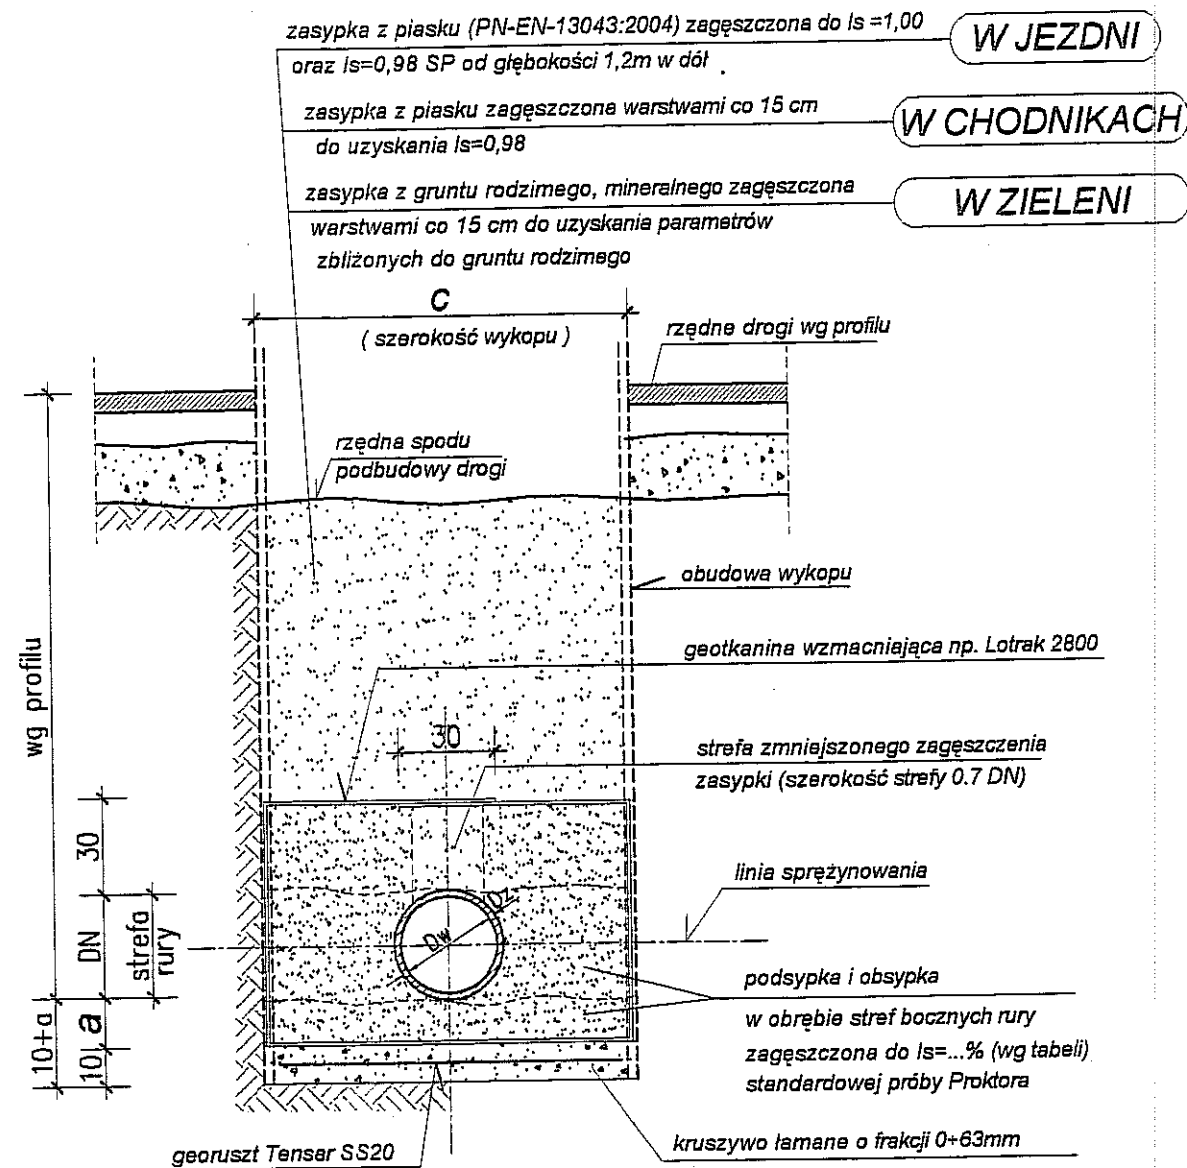 zasypka z piasku (PN-EN-13043:2004) zagęszczona do Is =1,00
oraz Is=0,98 SP od głębokości 1,2m w dół
W JEZDNI
zasypka z piasku zagęszczona warstwami co 15 cm
do uzyskania Is=0,98
W CHODNIKACH
zasypka z gruntu rodzimego, mineralnego zagęszczona
warstwami co 15 cm do uzyskania parametrów
zbliżonych do gruntu rodzimego
W ZIELENI
C
( szerokość wykopu )
rzędne drogi wg profilu
rzędna spodu
podbudowy drogi
obudowa wykopu
geotkanina wzmacniająca np. Lotrak 2800
wg profilu
30
strefa zmniejszonego zagęszczenia
zasypki (szerokość strefy 0.7 DN)
30
linia sprężynowania
DN
strefa
rury
Dw
Dz
podsypka i obsypka
w obrębie stref bocznych rury
zagęszczona do Is=...% (wg tabeli)
standardowej próby Proktora
10+a
10
a
georuszt Tensar SS20
kruszywo łamane o frakcji 0÷63mm